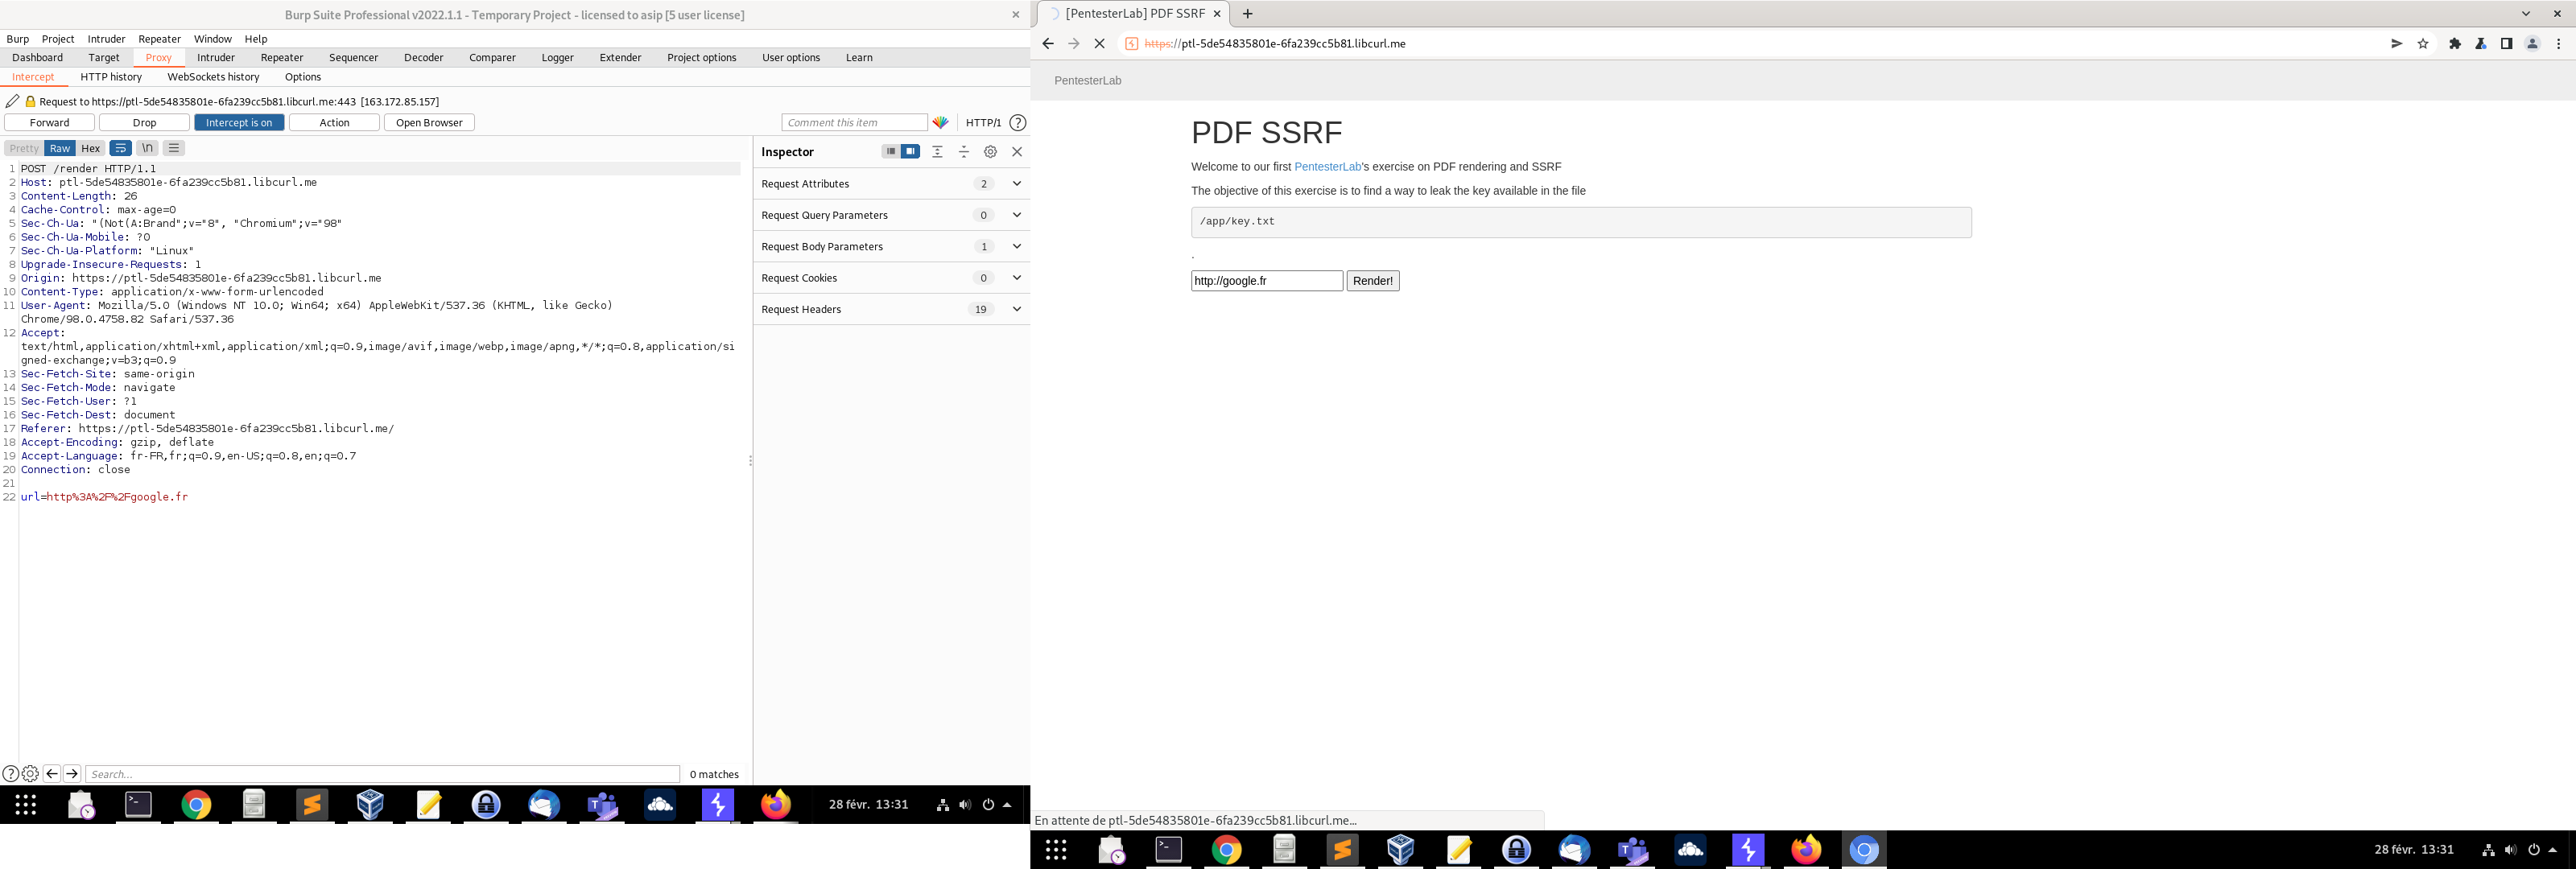 Burp Suite Professional v2022.1.1 - Temporary Project - licensed to asip [5 user license]
Burp Project Intruder Repeater Window Help
Dashboard Target Proxy Intruder Repeater Sequencer Decoder Comparer Logger Extender Project options User options Learn
Intercept HTTP history WebSockets history Options
Request to https://ptl-5de54835801e-6fa239cc5b81.libcurl.me:443 [163.172.85.157]
Forward Drop Intercept is on Action Open Browser Comment this item HTTP/1 ?
Pretty Raw Hex \n
1 POST /render HTTP/1.1
2 Host: ptl-5de54835801e-6fa239cc5b81.libcurl.me
3 Content-Length: 26
4 Cache-Control: max-age=0
5 Sec-Ch-Ua: "(Not(A:Brand";v="8", "Chromium";v="98"
6 Sec-Ch-Ua-Mobile: ?0
7 Sec-Ch-Ua-Platform: "Linux"
8 Upgrade-Insecure-Requests: 1
9 Origin: https://ptl-5de54835801e-6fa239cc5b81.libcurl.me
10 Content-Type: application/x-www-form-urlencoded
11 User-Agent: Mozilla/5.0 (Windows NT 10.0; Win64; x64) AppleWebKit/537.36 (KHTML, like Gecko)
Chrome/98.0.4758.82 Safari/537.36
12 Accept:
text/html,application/xhtml+xml,application/xml;q=0.9,image/avif,image/webp,image/apng,*/*;q=0.8,application/si
gned-exchange;v=b3;q=0.9
13 Sec-Fetch-Site: same-origin
14 Sec-Fetch-Mode: navigate
15 Sec-Fetch-User: ?1
16 Sec-Fetch-Dest: document
17 Referer: https://ptl-5de54835801e-6fa239cc5b81.libcurl.me/
18 Accept-Encoding: gzip, deflate
19 Accept-Language: fr-FR,fr;q=0.9,en-US;q=0.8,en;q=0.7
20 Connection: close
21
22 url=http%3A%2F%2Fgoogle.fr
? Search... 0 matches
Inspector
Request Attributes 2
Request Query Parameters 0
Request Body Parameters 1
Request Cookies 0
Request Headers 19
28 févr. 13:31
[PentesterLab] PDF SSRF
https://ptl-5de54835801e-6fa239cc5b81.libcurl.me
PentesterLab
PDF SSRF
Welcome to our first PentesterLab's exercise on PDF rendering and SSRF
The objective of this exercise is to find a way to leak the key available in the file
/app/key.txt
.
http://google.fr Render!
En attente de ptl-5de54835801e-6fa239cc5b81.libcurl.me...
28 févr. 13:31